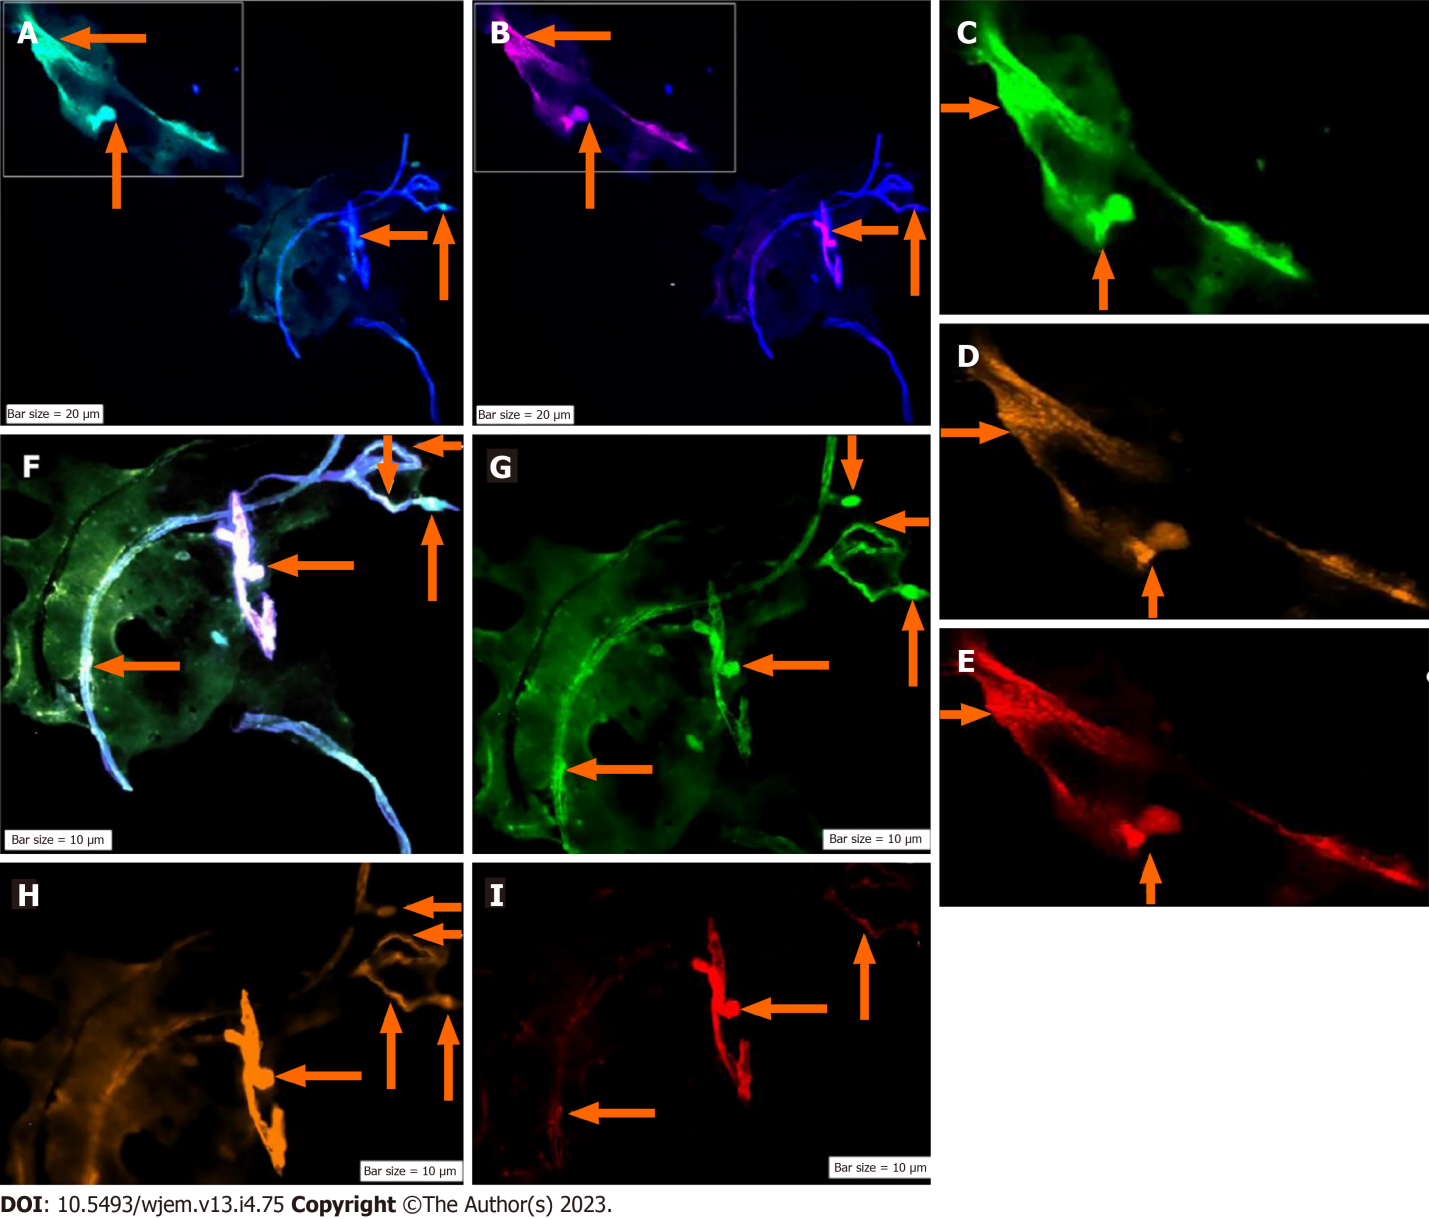 A
B
C
Bar size = 20 µm
Bar size = 20 µm
D
E
F
G
Bar size = 10 µm
Bar size = 10 µm
H
I
Bar size = 10 µm
Bar size = 10 µm
DOI: 10.5493/wjem.v13.i4.75 Copyright ©The Author(s) 2023.